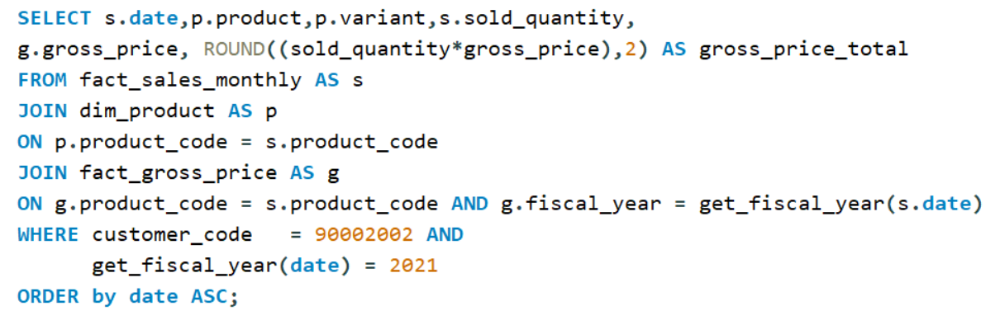 SELECT s.date,p.product,p.variant,s.sold_quantity,
g.gross_price, ROUND((sold_quantity*gross_price),2) AS gross_price_total
FROM fact_sales_monthly AS s
JOIN dim_product AS p
ON p.product_code = s.product_code
JOIN fact_gross_price AS g
ON g.product_code = s.product_code AND g.fiscal_year = get_fiscal_year(s.date)
WHERE customer_code   = 90002002 AND
      get_fiscal_year(date) = 2021
ORDER by date ASC;